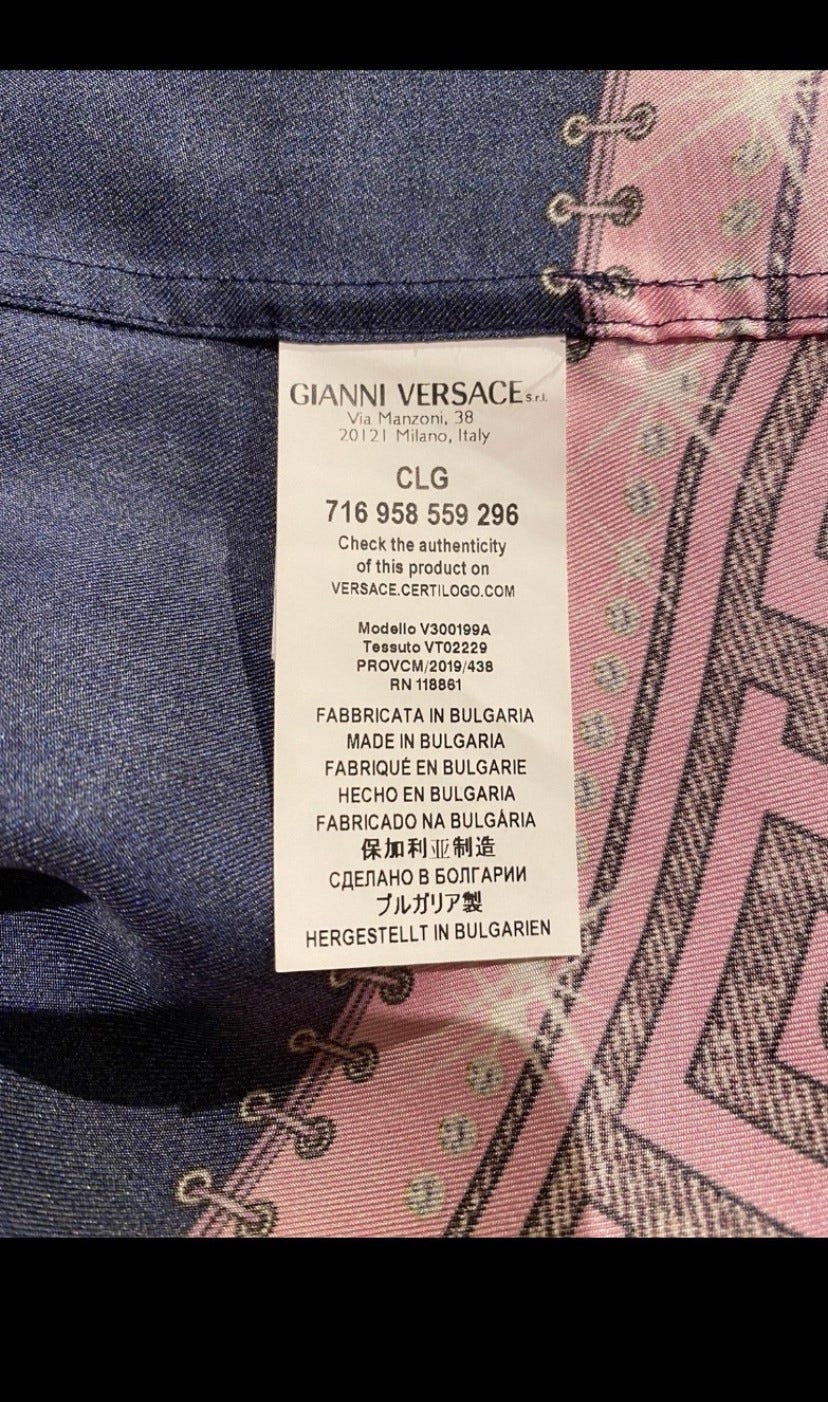 GIANNI VERSACE s.r.l.
Via Manzoni, 38
20121 Milano, Italy
CLG
716 958 559 296
Check the authenticity
of this product on
VERSACE.CERTILOGO.COM
Modello V300199A
Tessuto VT02229
PROVCM/2019/438
RN 118861
FABBRICATA IN BULGARIA
MADE IN BULGARIA
FABRIQUÉ EN BULGARIE
HECHO EN BULGARIA
FABRICADO NA BULGÁRIA
保加利亚制造
СДЕЛАНО В БОЛГАРИИ
ブルガリア製
HERGESTELLT IN BULGARIEN